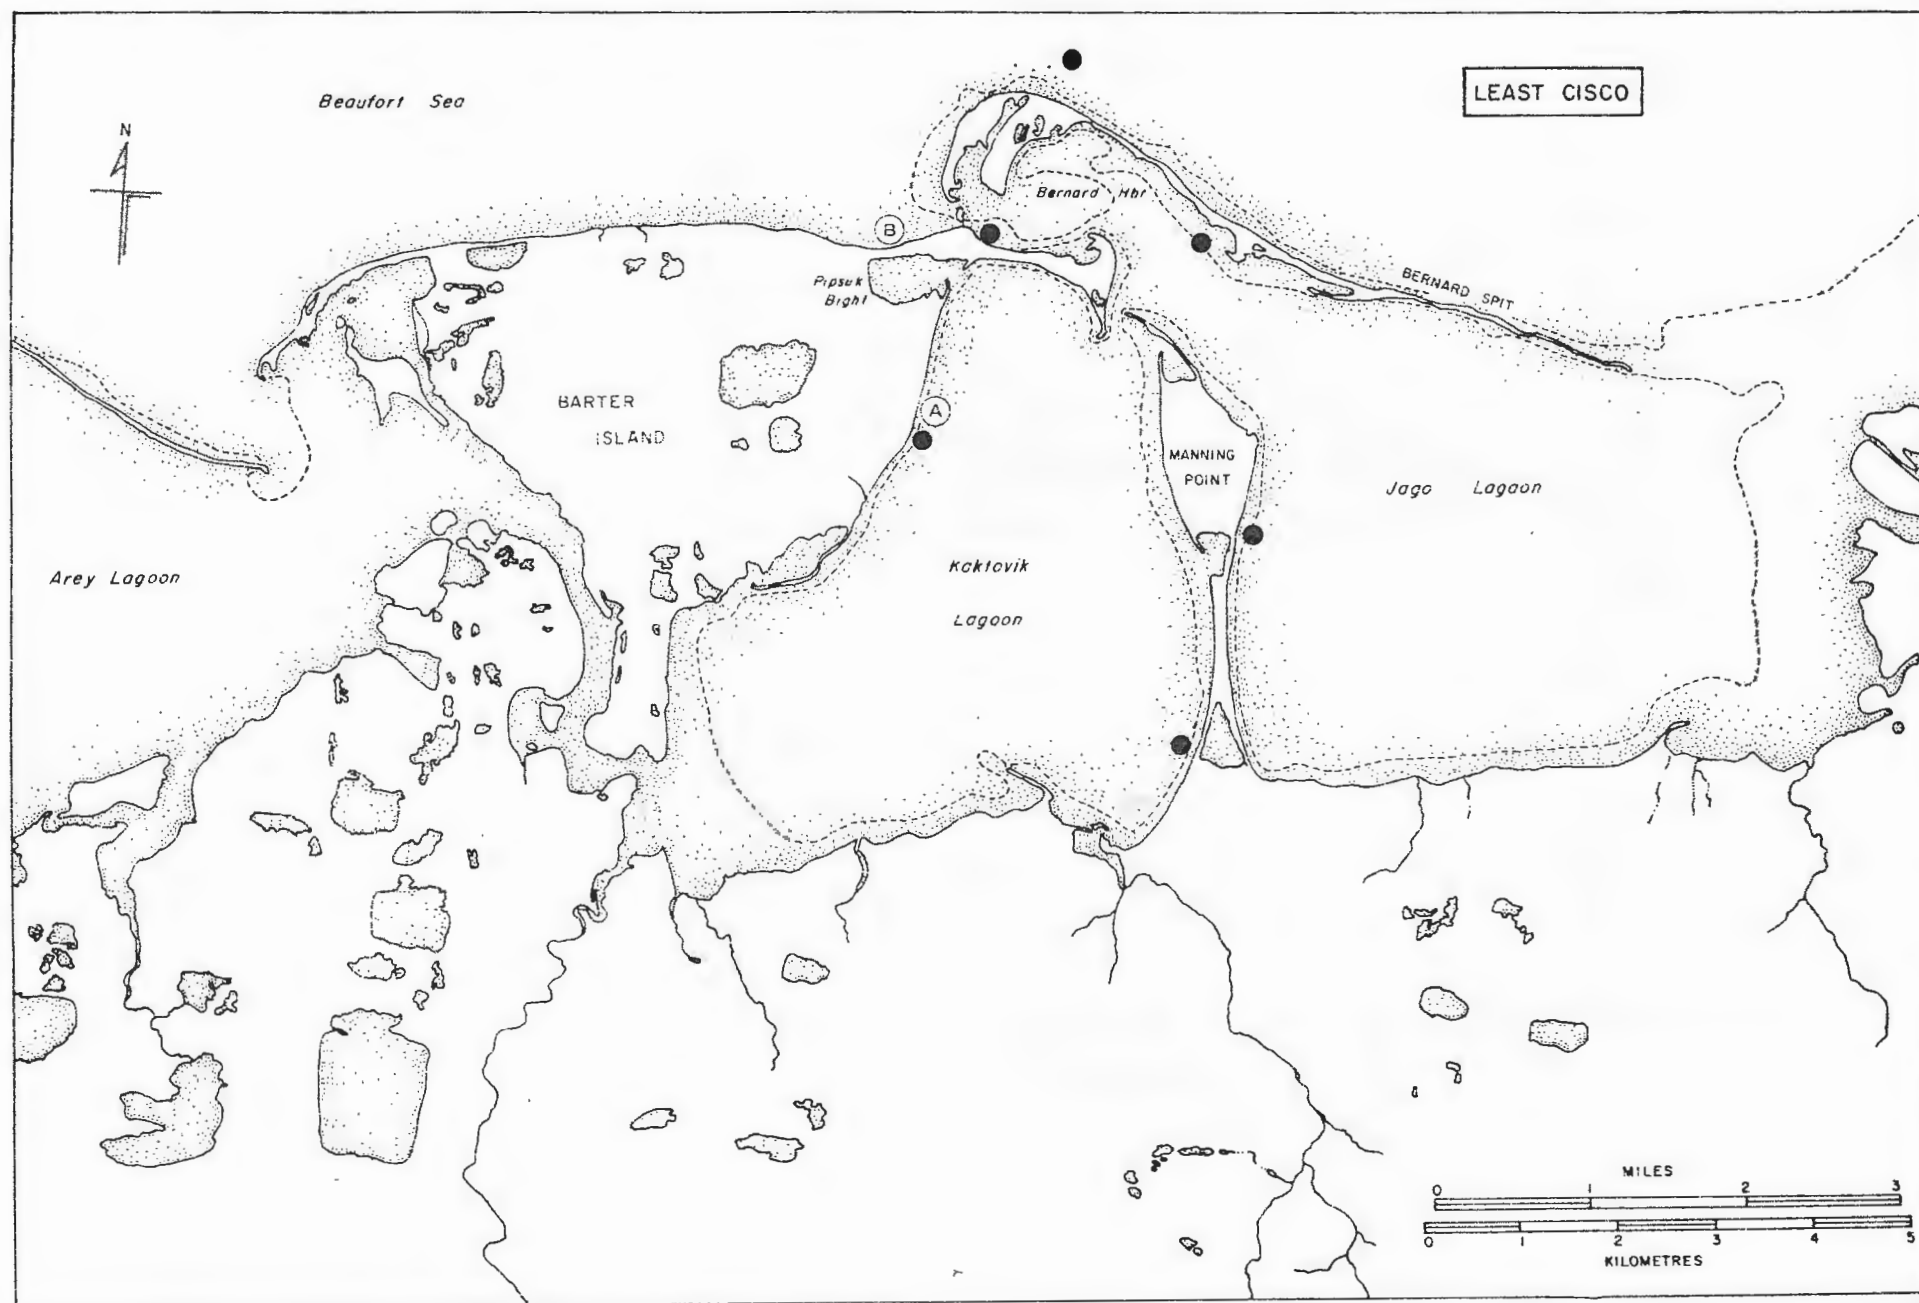 LEAST CISCO
Beaufort Sea
N
Bernard Hbr
B
Pipsuk
Bight
BERNARD SPIT
BARTER
ISLAND
A
MANNING
POINT
Jago Lagoon
Arey Lagoon
Kaktovik
Lagoon
MILES
0 1 2 3
0 1 2 3 4 5
KILOMETRES